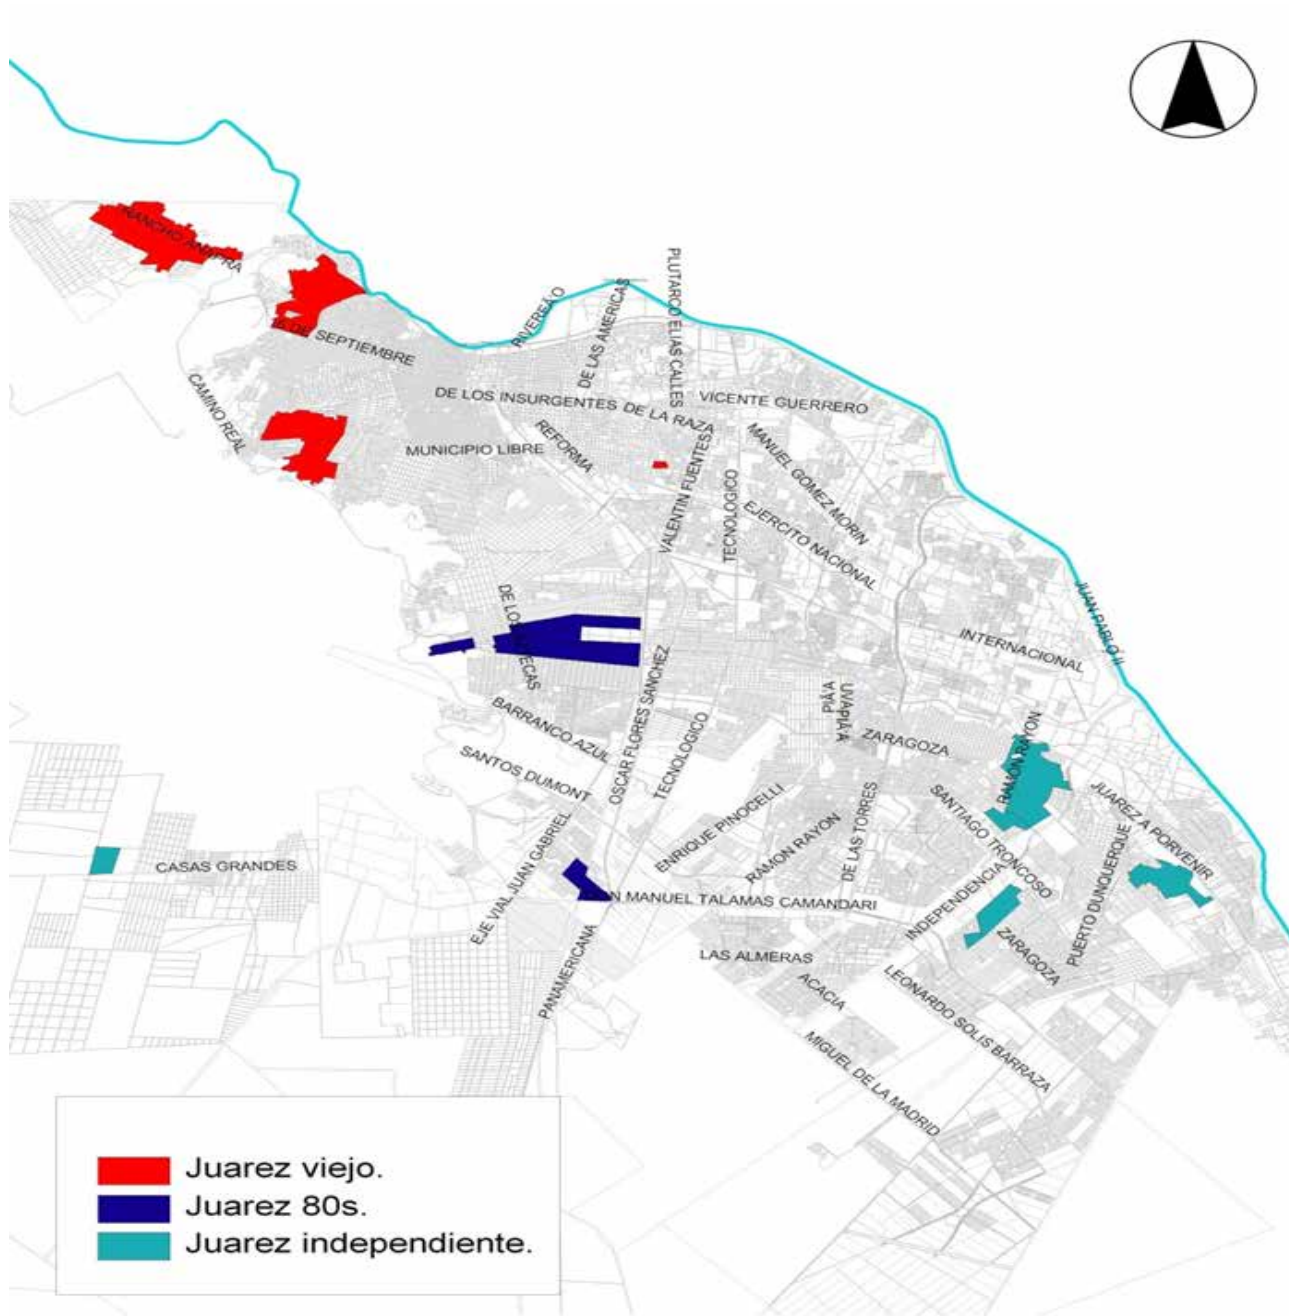 RANCHO ANAPRA
16 DE SEPTIEMBRE
CAMINO REAL
RIVEREÃ'O
DE LAS AMERICAS
PLUTARCO ELIAS CALLES
DE LOS INSURGENTES
DE LA RAZA
VICENTE GUERRERO
MUNICIPIO LIBRE
REFORMA
VALENTIN FUENTES
TECNOLOGICO
MANUEL GOMEZ MORIN
EJERCITO NACIONAL
JUAN PABLO II
INTERNACIONAL
DE LOS AZTECAS
BARRANCO AZUL
SANTOS DUMONT
OSCAR FLORES SANCHEZ
TECNOLOGICO
ZARAGOZA
RAMON RAYON
JUAREZ A PORVENIR
SANTIAGO TRONCOSO
ENRIQUE PINOCELLI
RAMON RAYON
DE LAS TORRES
PUERTO DUNQUERQUE
CASAS GRANDES
EJE VIAL JUAN GABRIEL
MANUEL TALAMAS CAMANDARI
INDEPENDENCIA
ZARAGOZA
PANAMERICANA
LAS ALMERAS
ACACIA
LEONARDO SOLIS BARRAZA
MIGUEL DE LA MADRID
Juarez viejo.
Juarez 80s.
Juarez independiente.